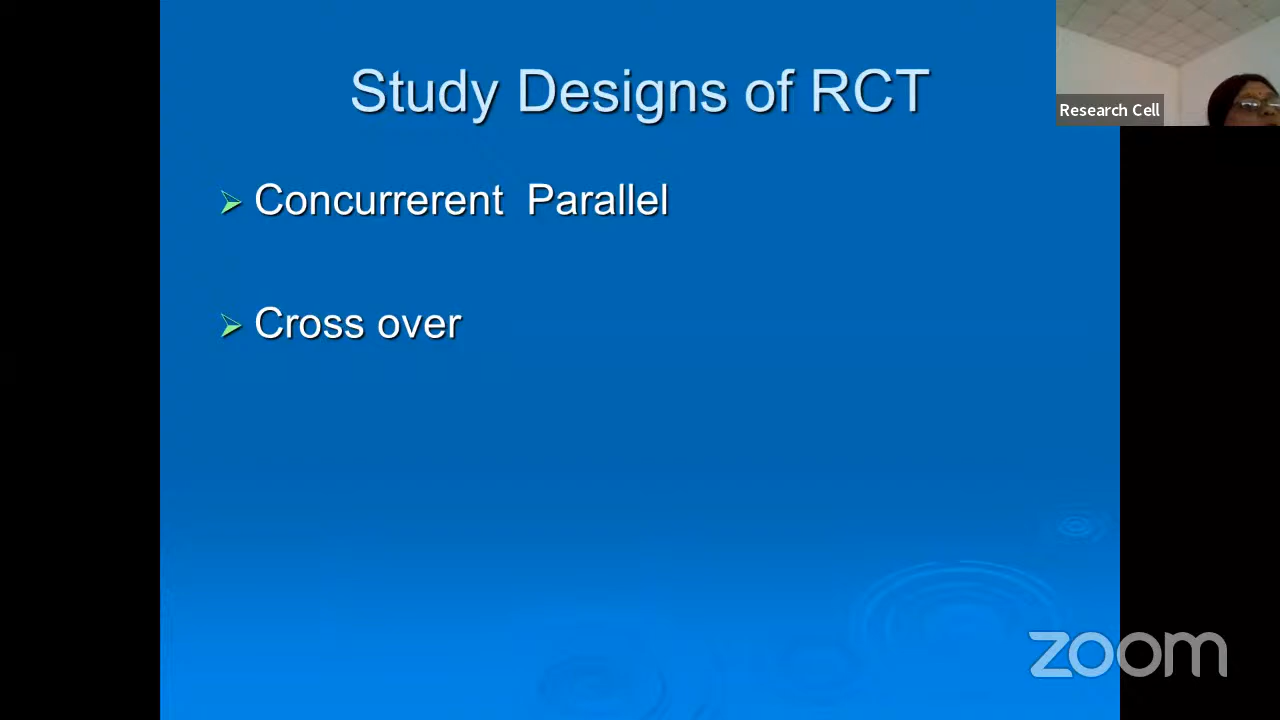 Study Designs of RCT
Research Cell
Concurrerent Parallel
Cross over
zoom